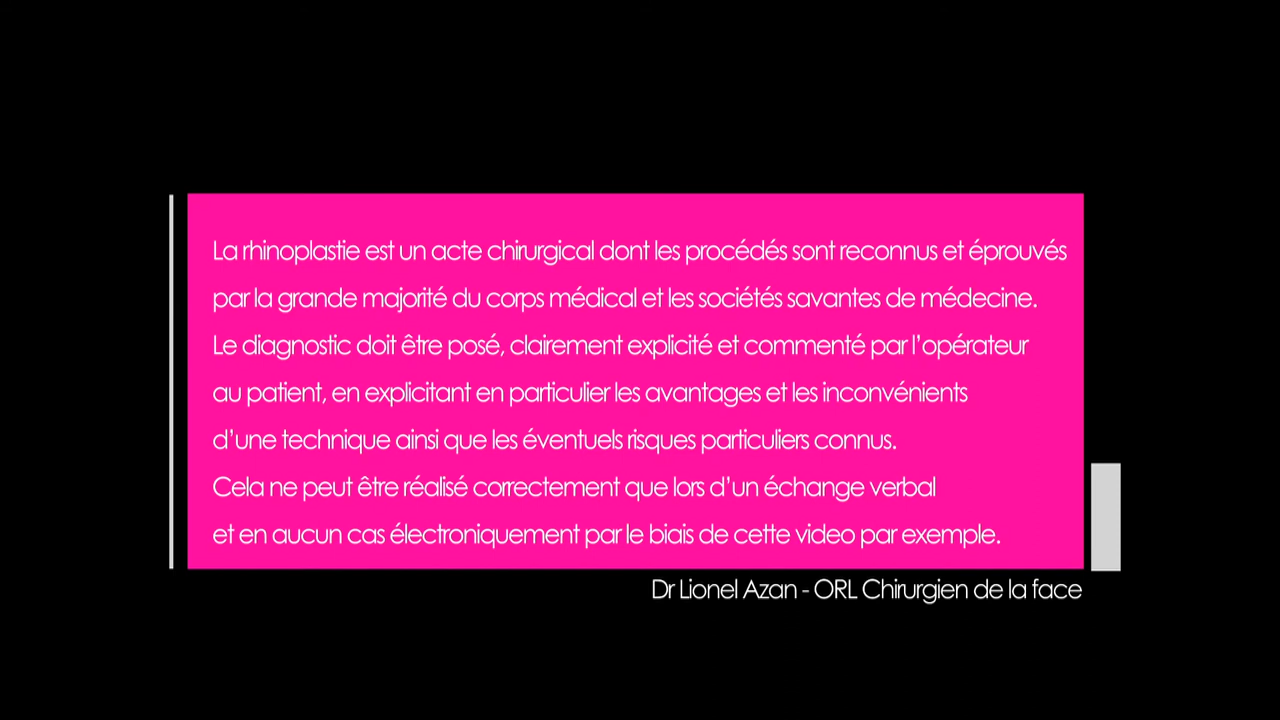 La rhinoplastie est un acte chirurgical dont les procédés sont reconnus et éprouvés
par la grande majorité du corps médical et les sociétés savantes de médecine.
Le diagnostic doit être posé, clairement explicité et commenté par l'opérateur
au patient, en explicitant en particulier les avantages et les inconvénients
d'une technique ainsi que les éventuels risques particuliers connus.
Cela ne peut être réalisé correctement que lors d'un échange verbal
et en aucun cas électroniquement par le biais de cette video par exemple.
Dr Lionel Azan - ORL Chirurgien de la face